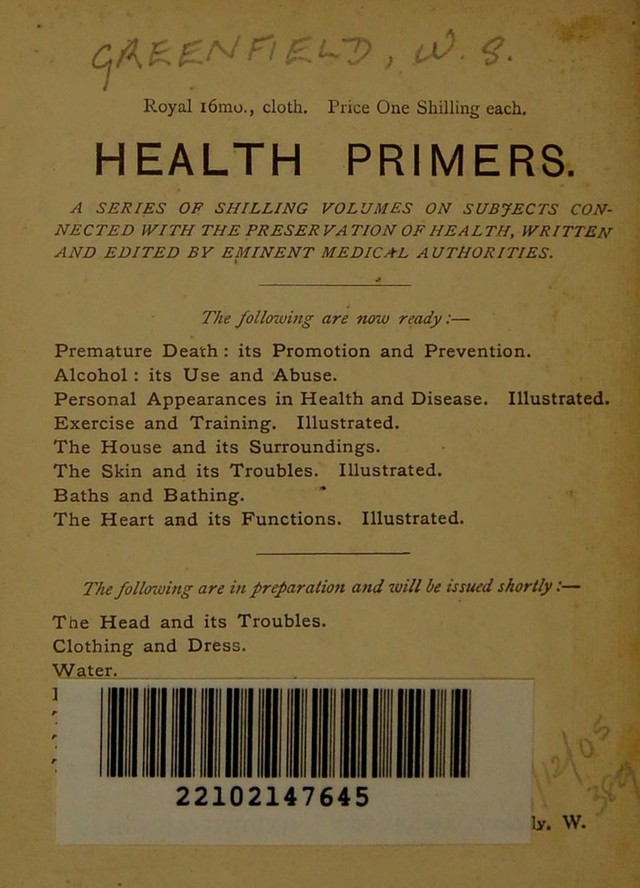 GREENFIELD, W. S.
Royal 16mo., cloth. Price One Shilling each.
HEALTH PRIMERS.
A SERIES OF SHILLING VOLUMES ON SUBJECTS CON-
NECTED WITH THE PRESERVATION OF HEALTH, WRITTEN
AND EDITED BY EMINENT MEDICAL AUTHORITIES.
The following are now ready:—
Premature Death: its Promotion and Prevention.
Alcohol: its Use and Abuse.
Personal Appearances in Health and Disease. Illustrated.
Exercise and Training. Illustrated.
The House and its Surroundings.
The Skin and its Troubles. Illustrated.
Baths and Bathing.
The Heart and its Functions. Illustrated.
The following are in preparation and will be issued shortly:—
The Head and its Troubles.
Clothing and Dress.
Water.
22102147645
/12/05
389
ly. W.